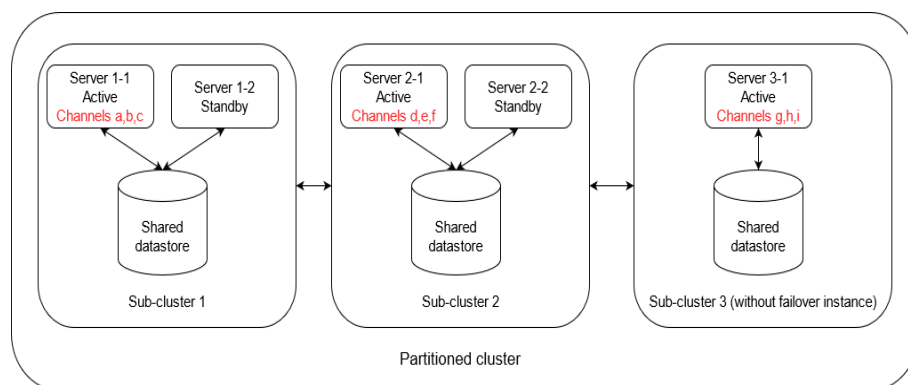 Server 1-1
Active
Channels a,b,c
Server 1-2
Standby
Shared
datastore
Sub-cluster 1
Server 2-1
Active
Channels d,e,f
Server 2-2
Standby
Shared
datastore
Sub-cluster 2
Server 3-1
Active
Channels g,h,i
Shared
datastore
Sub-cluster 3 (without failover instance)
Partitioned cluster